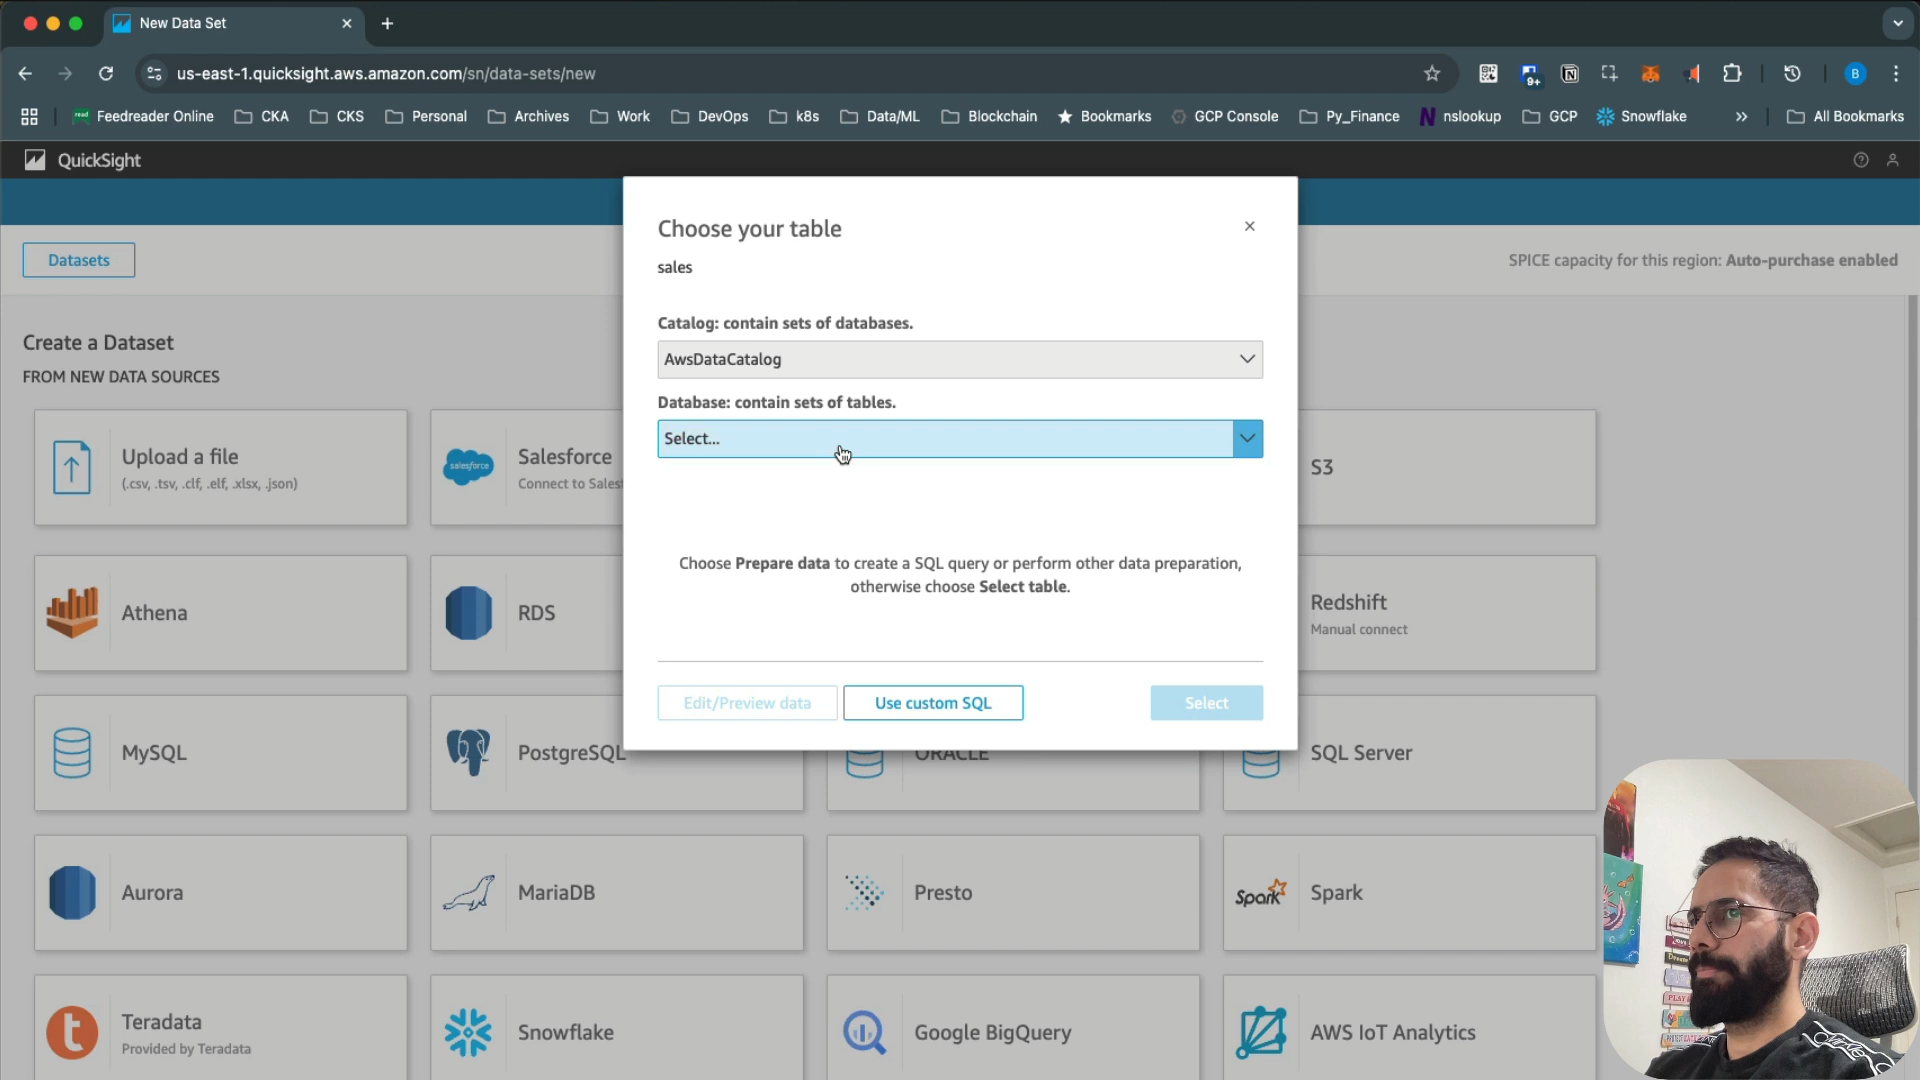 New Data Set
us-east-1.quicksight.aws.amazon.com/sn/data-sets/new
9+
B
Feedreader Online
CKA
CKS
Personal
Archives
Work
DevOps
k8s
Data/ML
Blockchain
Bookmarks
GCP Console
Py_Finance
nslookup
GCP
Snowflake
All Bookmarks
QuickSight
Datasets
SPICE capacity for this region: Auto-purchase enabled
Create a Dataset
FROM NEW DATA SOURCES
Choose your table
sales
Catalog: contain sets of databases.
AwsDataCatalog
Database: contain sets of tables.
Select...
Choose Prepare data to create a SQL query or perform other data preparation,
otherwise choose Select table.
Edit/Preview data
Use custom SQL
Select
Upload a file
(.csv, .tsv, .clf, .elf, .xlsx, .json)
salesforce
Salesforce
Connect to Sales
S3
Athena
RDS
Redshift
Manual connect
MySQL
PostgreSQL
ORACLE
SQL Server
Aurora
MariaDB
Presto
Spark
Spark
Teradata
Provided by Teradata
Snowflake
Google BigQuery
AWS IoT Analytics